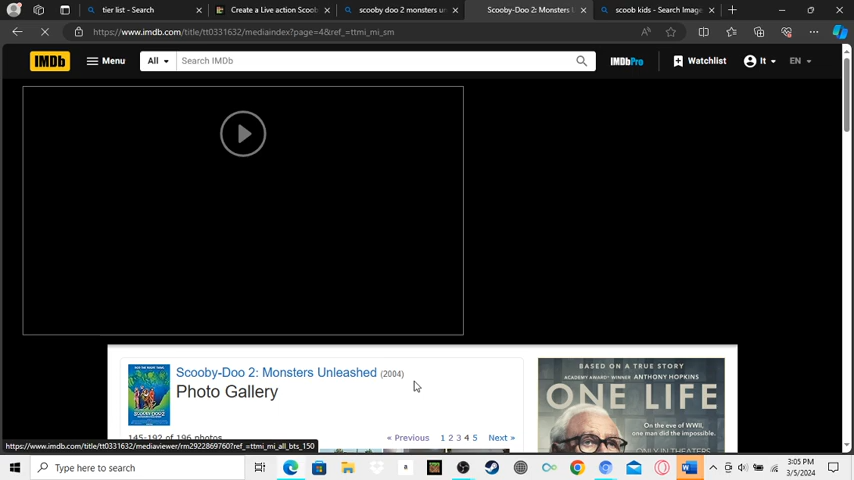 tier list - Search
Create a Live action Scoob
scooby doo 2 monsters un
Scooby-Doo 2: Monsters
scoob kids - Search Image
https://www.imdb.com/title/tt0331632/mediaindex?page=4&ref_=ttmi_mi_sm
IMDb
Menu
All
Search IMDb
IMDbPro
Watchlist
It
EN
Scooby-Doo 2: Monsters Unleashed (2004)
Photo Gallery
145-192 of 196 photos
« Previous 1 2 3 4 5 Next »
BASED ON A TRUE STORY
ACADEMY AWARD® WINNER ANTHONY HOPKINS
ONE LIFE
On the eve of WWII,
one man did the impossible.
ONLY IN THEATERS
https://www.imdb.com/title/tt0331632/mediaviewer/rm2922869760?ref_=ttmi_mi_all_bts_150
Type here to search
3:05 PM
3/5/2024